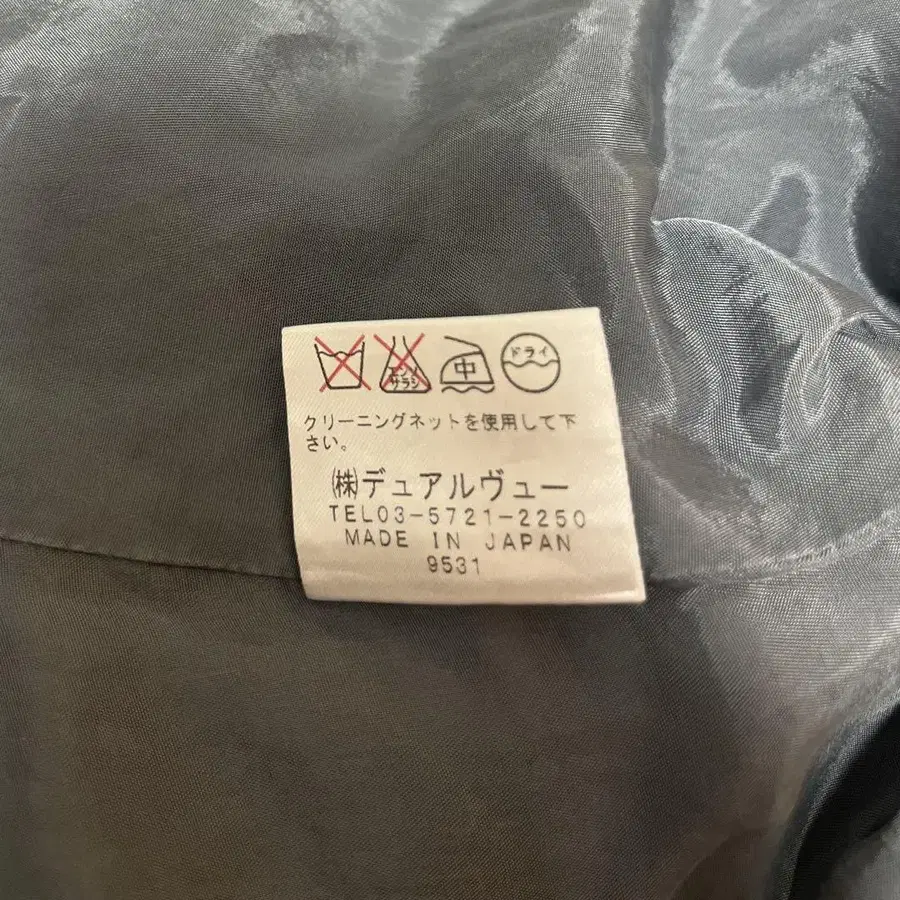 エンソ サラシ 中 ドライ
クリーニングネットを使用して下
さい。
㈱デュアルヴュー
TEL03-5721-2250
MADE IN JAPAN
9531